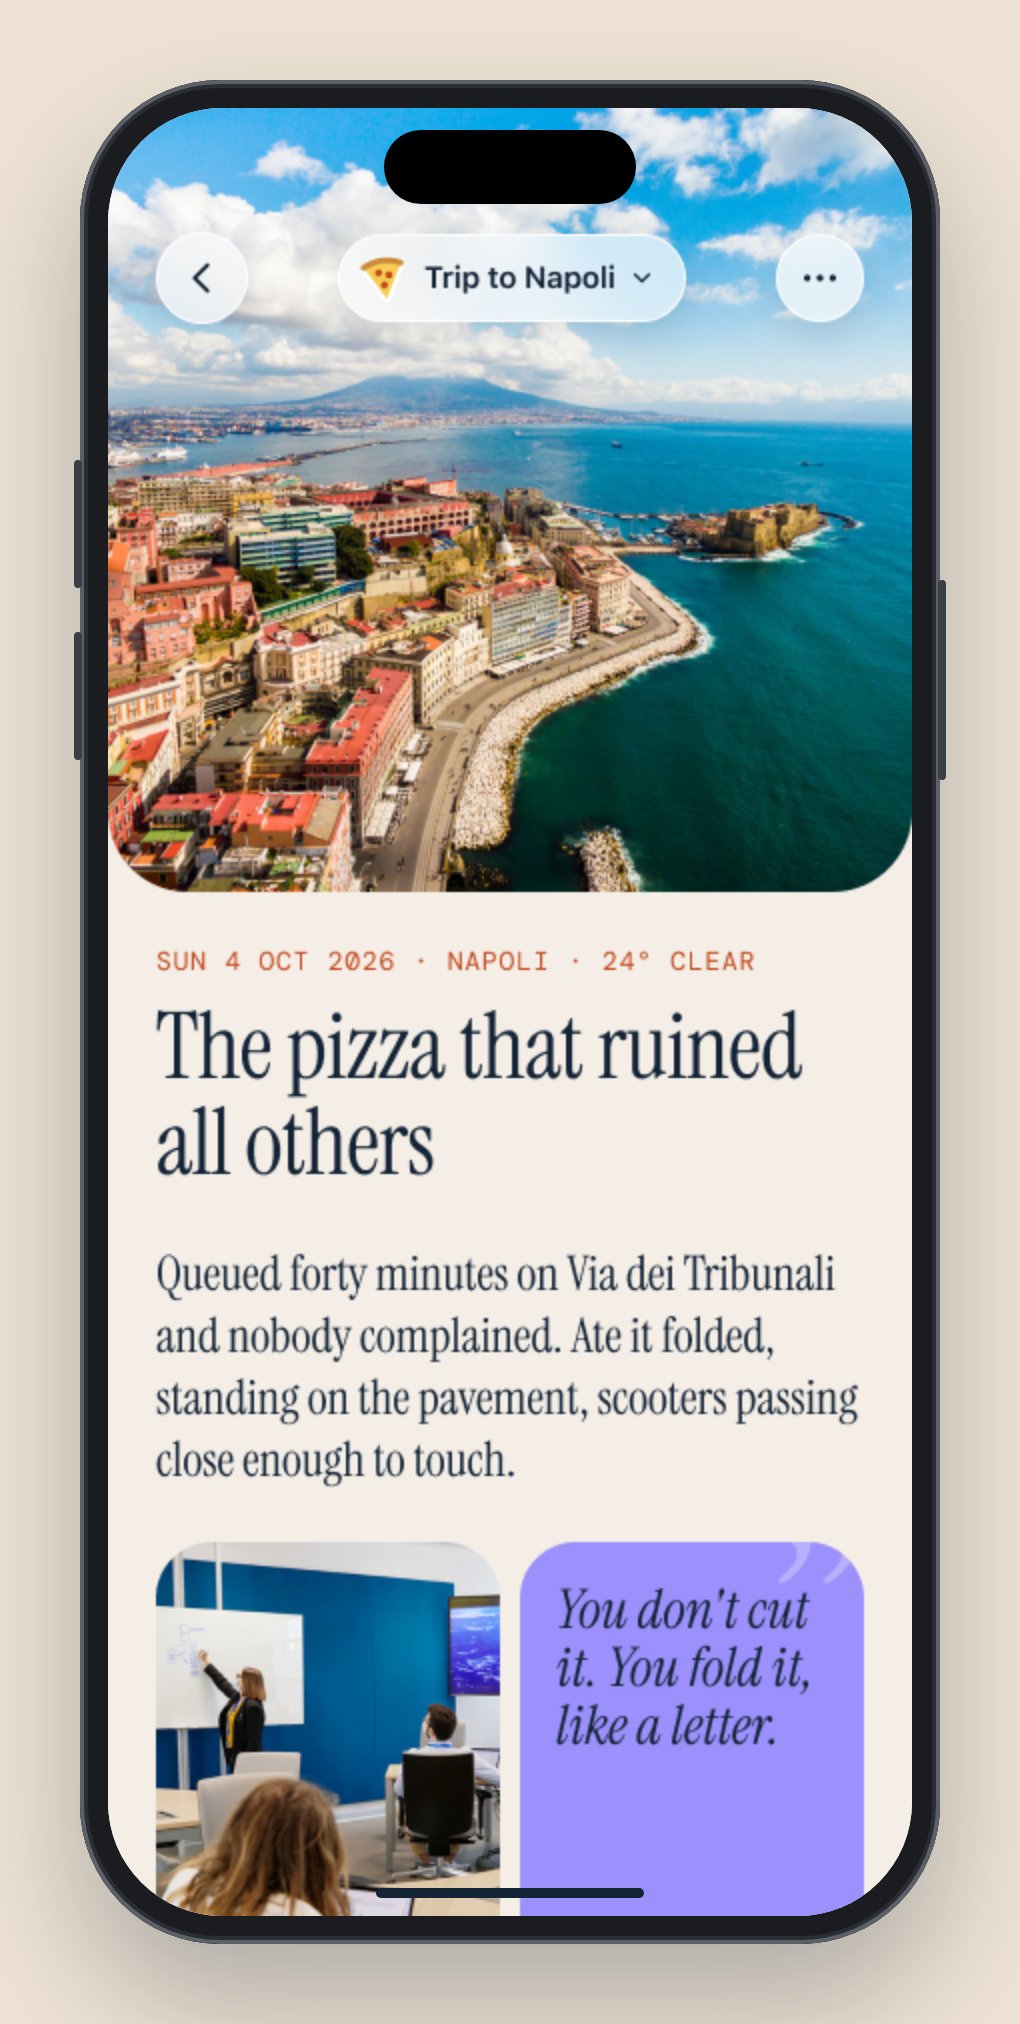 Trip to Napoli
SUN 4 OCT 2026 · NAPOLI · 24° CLEAR
The pizza that ruined
all others
Queued forty minutes on Via dei Tribunali
and nobody complained. Ate it folded,
standing on the pavement, scooters passing
close enough to touch.
You don't cut
it. You fold it,
like a letter.